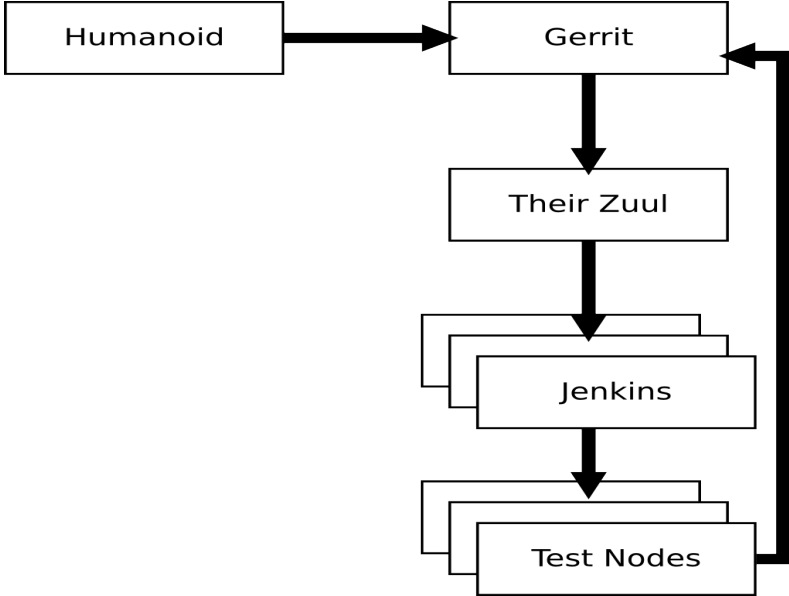 Humanoid
Gerrit
Their Zuul
Jenkins
Test Nodes